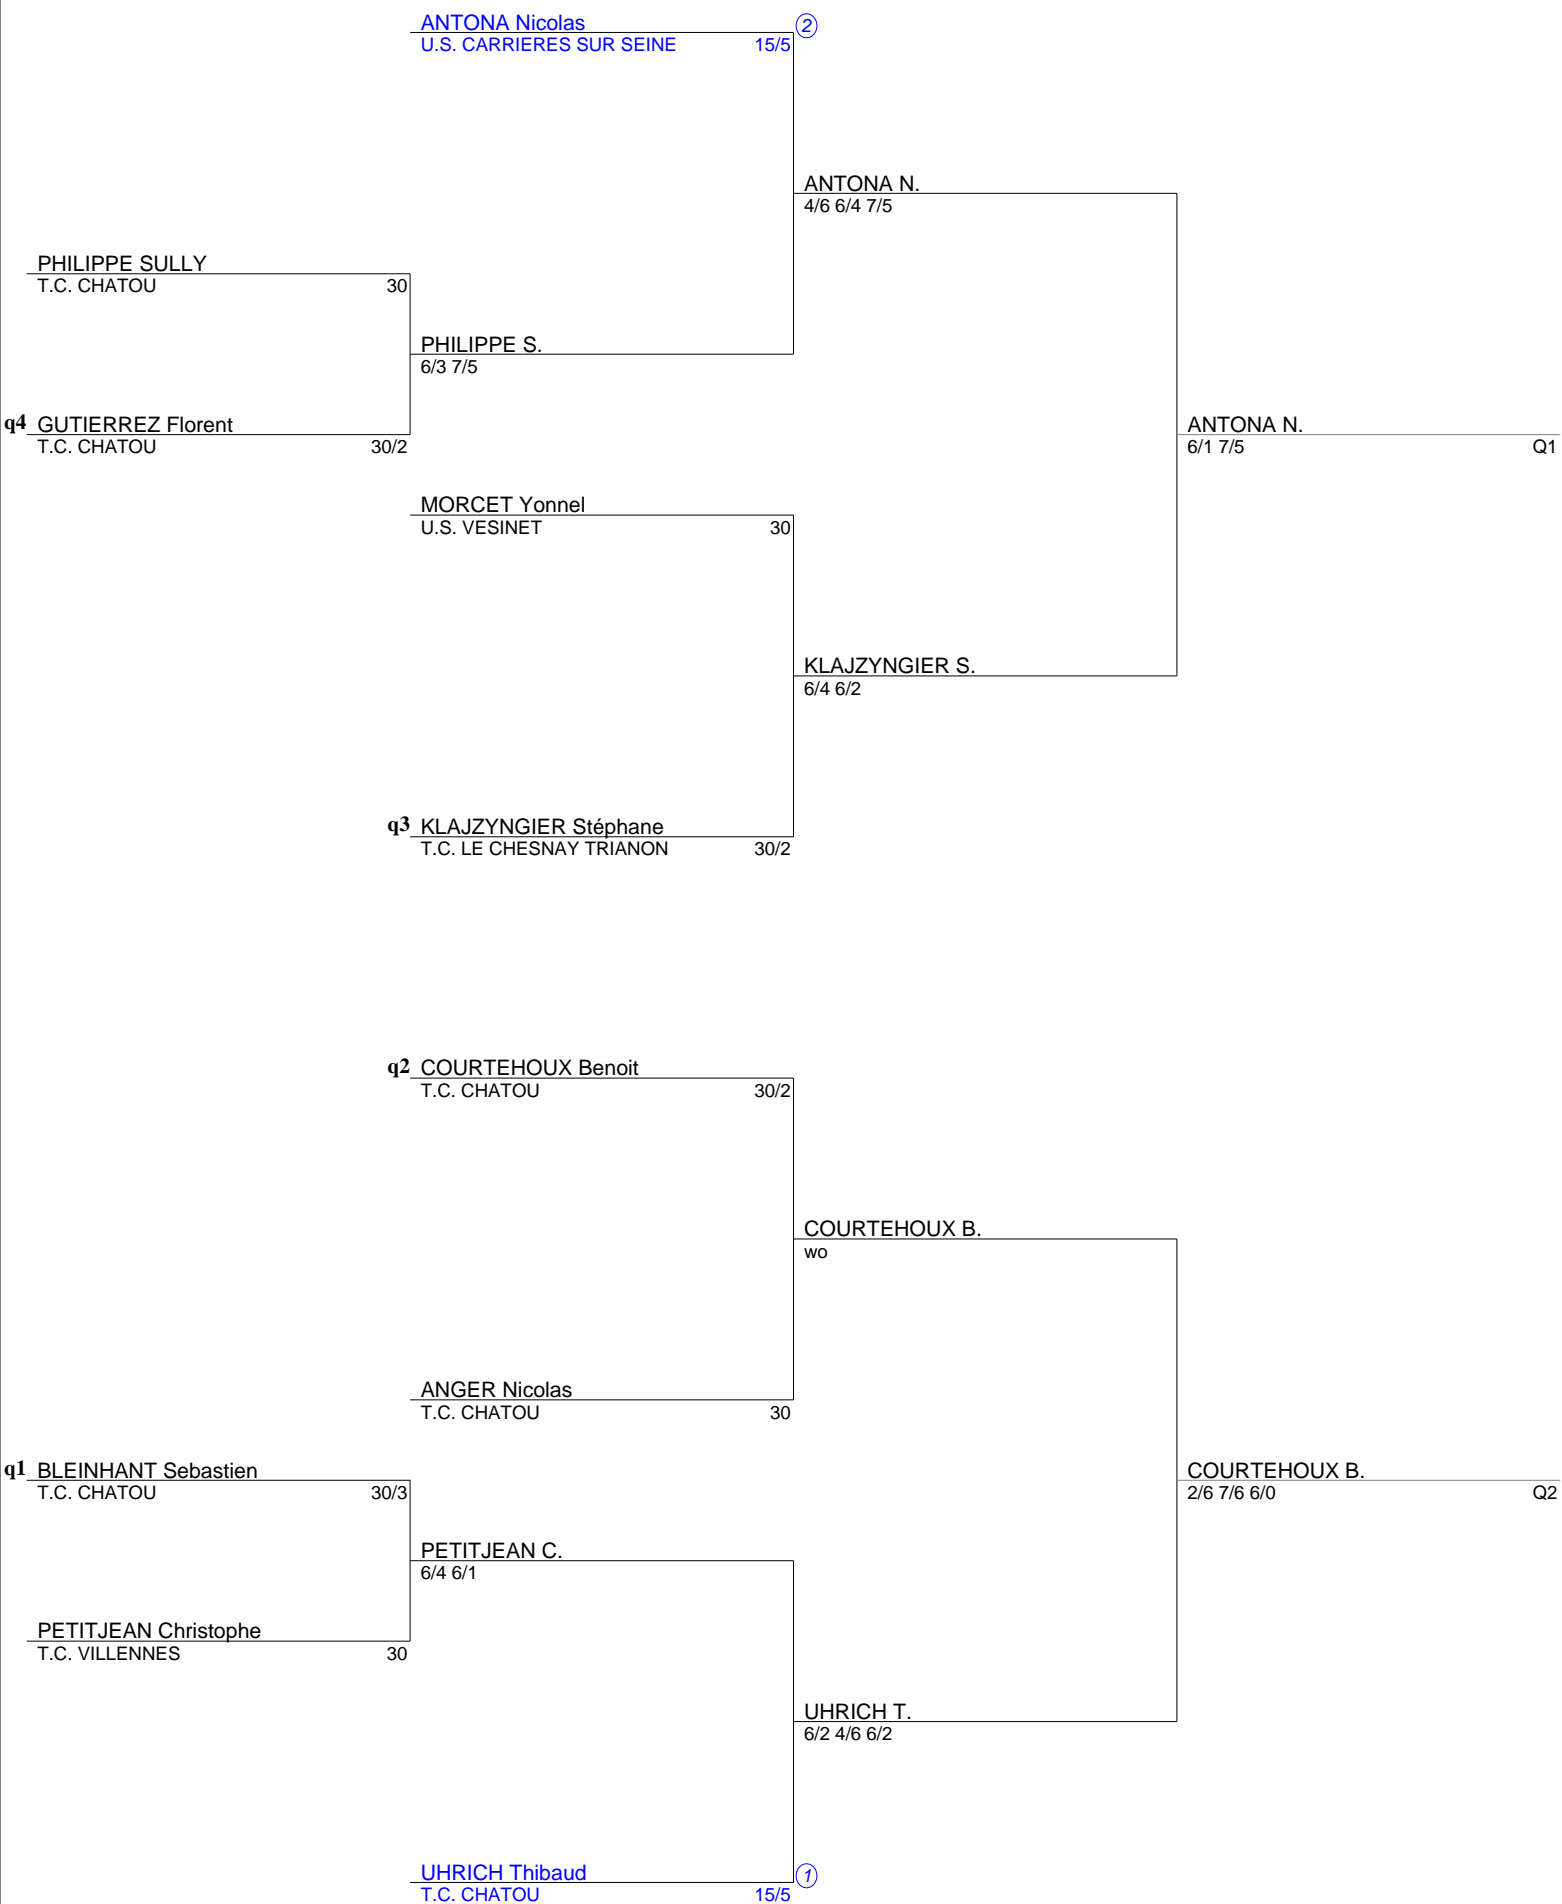 ANTONA Nicolas 2
U.S. CARRIERES SUR SEINE 15/5
ANTONA N.
4/6 6/4 7/5
PHILIPPE SULLY
T.C. CHATOU 30
PHILIPPE S.
6/3 7/5
q4 GUTIERREZ Florent
T.C. CHATOU 30/2
ANTONA N.
6/1 7/5 Q1
MORCET Yonnel
U.S. VESINET 30
KLAJZYNGIER S.
6/4 6/2
q3 KLAJZYNGIER Stéphane
T.C. LE CHESNAY TRIANON 30/2
q2 COURTEHOUX Benoit
T.C. CHATOU 30/2
COURTEHOUX B.
wo
ANGER Nicolas
T.C. CHATOU 30
q1 BLEINHANT Sebastien
T.C. CHATOU 30/3
COURTEHOUX B.
2/6 7/6 6/0 Q2
PETITJEAN C.
6/4 6/1
PETITJEAN Christophe
T.C. VILLENNES 30
UHRICH T.
6/2 4/6 6/2
UHRICH Thibaud 1
T.C. CHATOU 15/5